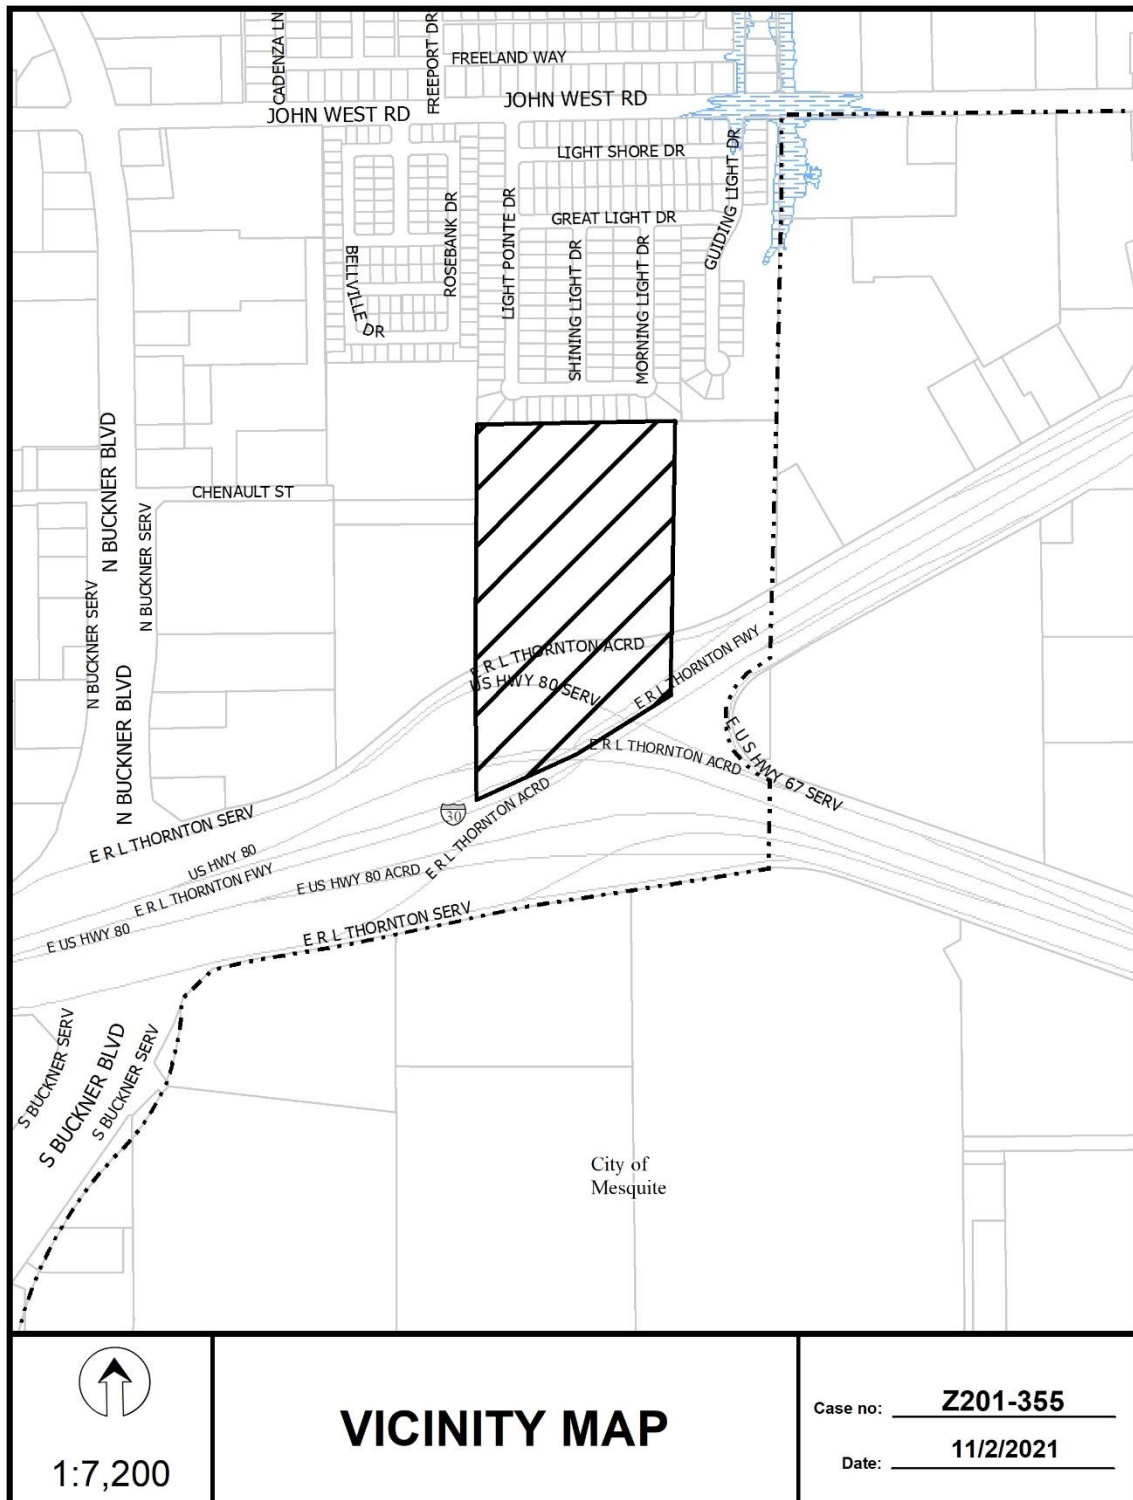 CADENZA LN
FREEPORT DR
FREELAND WAY
JOHN WEST RD
JOHN WEST RD
LIGHT SHORE DR
GUIDING LIGHT DR
GREAT LIGHT DR
ROSEBANK DR
LIGHT POINTE DR
BELLVILLE DR
SHINING LIGHT DR
MORNING LIGHT DR
N BUCKNER BLVD
CHENAULT ST
N BUCKNER SERV
N BUCKNER SERV
E R L THORNTON ACRD
US HWY 80 SERV
E R L THORNTON FWY
N BUCKNER BLVD
E R L THORNTON ACRD
E U S HWY 67 SERV
30
E R L THORNTON ACRD
E R L THORNTON SERV
US HWY 80
E R L THORNTON FWY
E US HWY 80 ACRD
E US HWY 80
E R L THORNTON SERV
S BUCKNER SERV
S BUCKNER BLVD
S BUCKNER SERV
City of
Mesquite
1:7,200
VICINITY MAP
Case no: Z201-355
Date: 11/2/2021